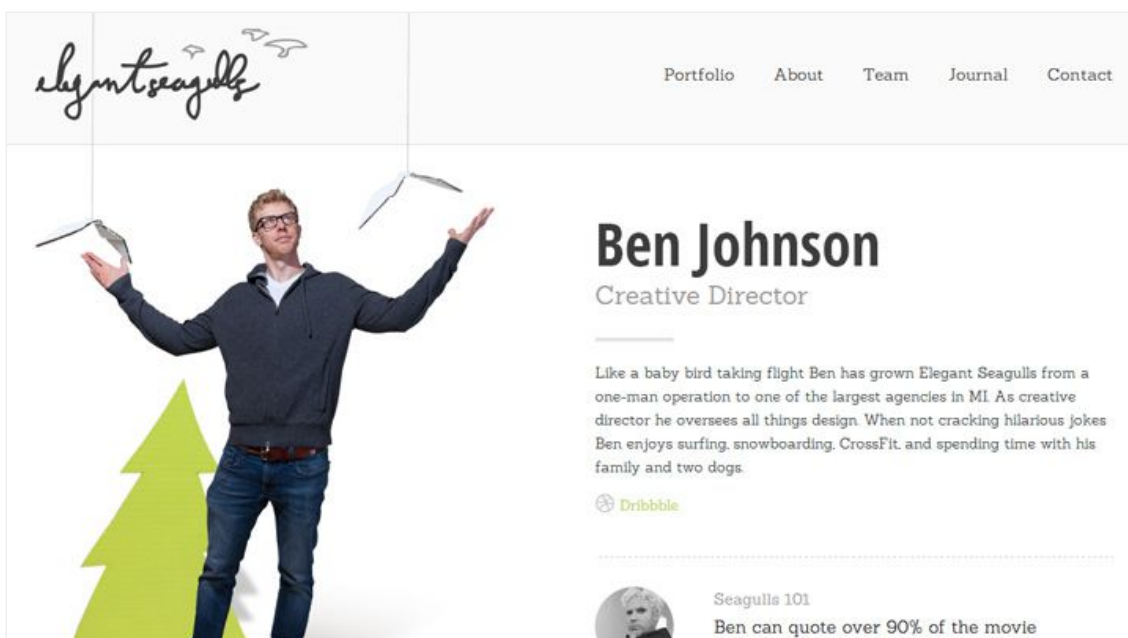 elegantseagulls
Portfolio About Team Journal Contact
Ben Johnson
Creative Director
Like a baby bird taking flight Ben has grown Elegant Seagulls from a
one-man operation to one of the largest agencies in MI. As creative
director he oversees all things design. When not cracking hilarious jokes
Ben enjoys surfing, snowboarding, CrossFit, and spending time with his
family and two dogs.
Dribbble
Seagulls 101
Ben can quote over 90% of the movie